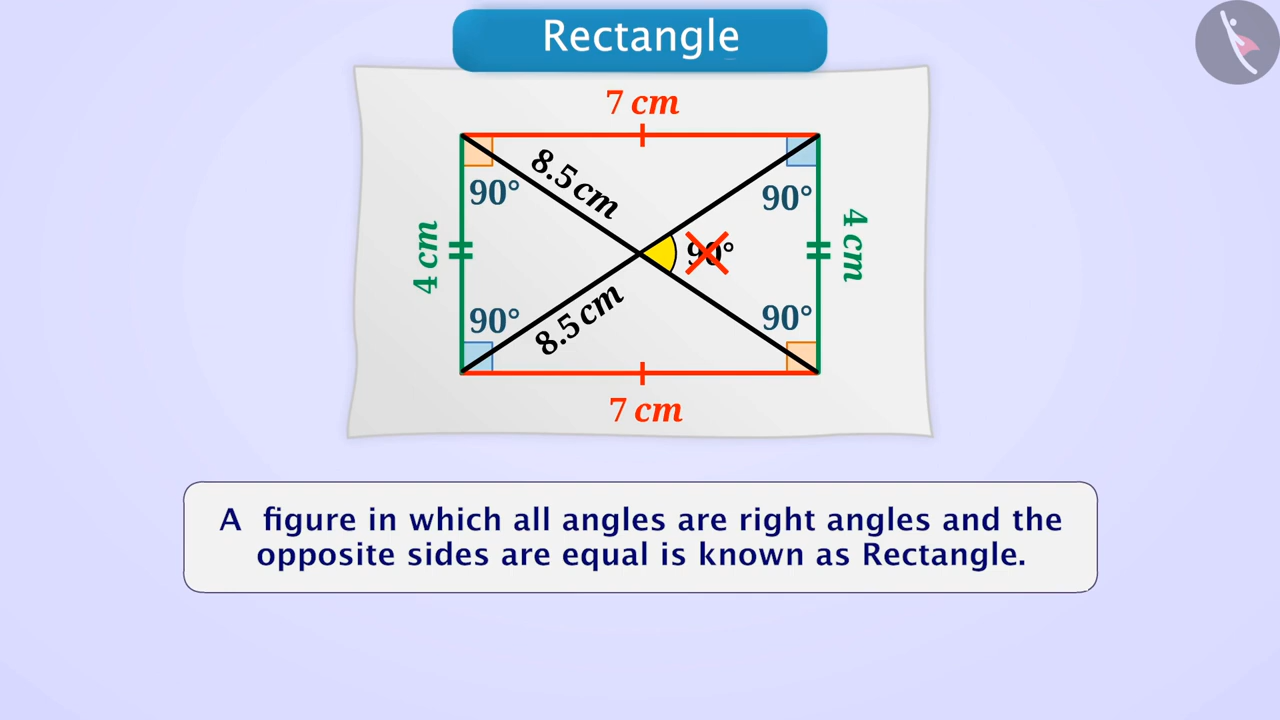 Rectangle
7 cm
8.5 cm
90° 90°
4 cm 90° 4 cm
90° 90°
8.5 cm
7 cm
A figure in which all angles are right angles and the
opposite sides are equal is known as Rectangle.